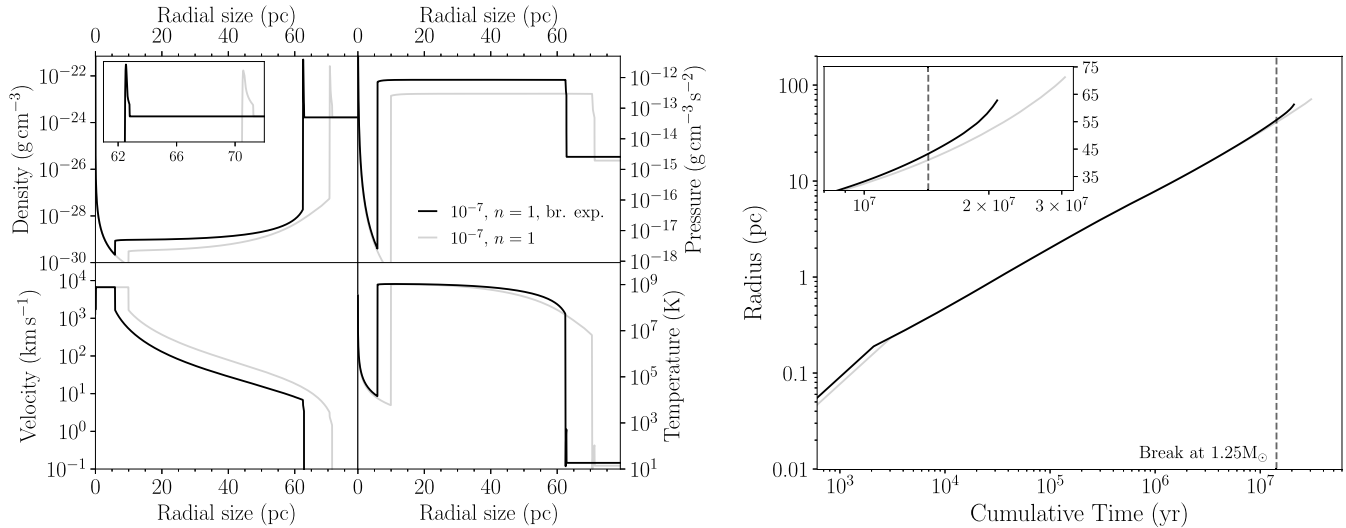 Radial size (pc)
Radial size (pc)
0 20 40 60 0 20 40 60
10⁻²²
10⁻²⁴
10⁻²⁶
10⁻²⁸
10⁻³⁰
Density (g cm⁻³)
62 66 70
10⁻¹²
10⁻¹³
10⁻¹⁴
10⁻¹⁵
10⁻¹⁶
10⁻¹⁷
10⁻¹⁸
Pressure (g cm⁻³ s⁻²)
10⁻⁷, n = 1, br. exp.
10⁻⁷, n = 1
10⁴
10³
10²
10¹
10⁰
10⁻¹
Velocity (km s⁻¹)
10⁹
10⁷
10⁵
10³
10¹
Temperature (K)
0 20 40 60 0 20 40 60
Radial size (pc)
Radial size (pc)
100
10
1
0.1
0.01
Radius (pc)
75
65
55
45
35
10⁷ 2 × 10⁷ 3 × 10⁷
Break at 1.25M☉
10³ 10⁴ 10⁵ 10⁶ 10⁷
Cumulative Time (yr)